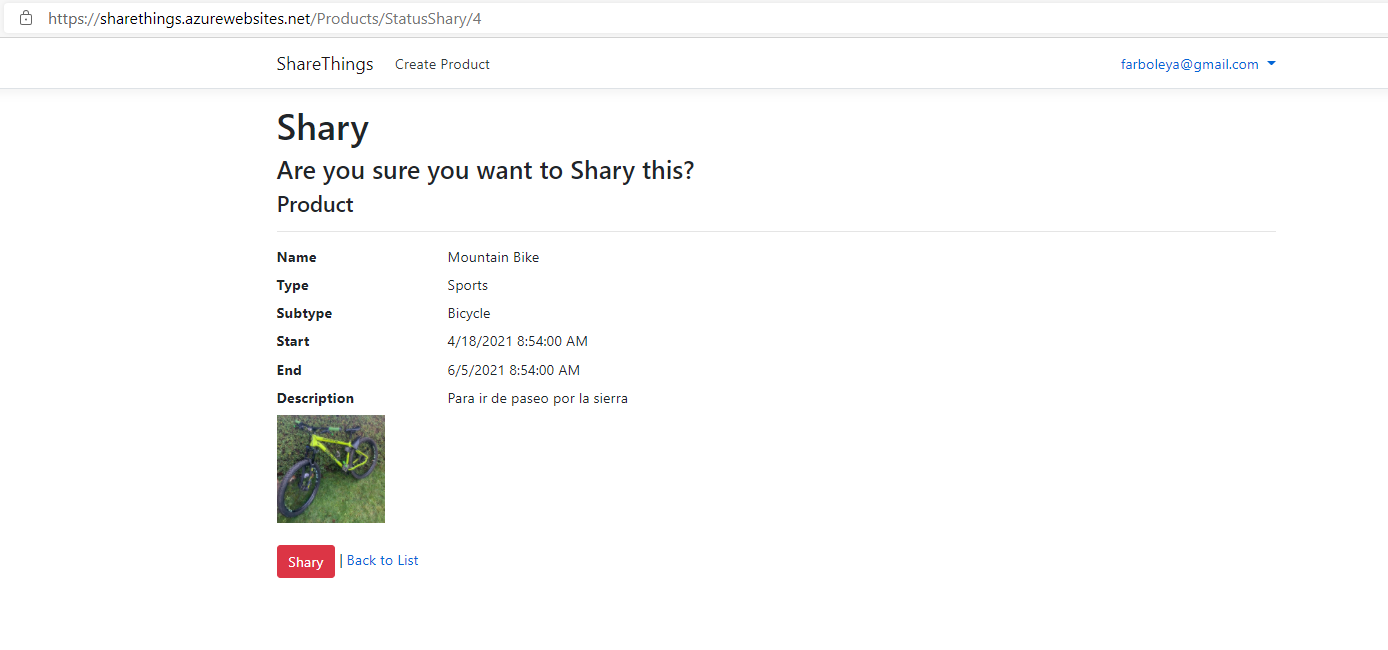 https://sharethings.azurewebsites.net/Products/StatusShary/4
ShareThings Create Product farboleya@gmail.com
Shary
Are you sure you want to Shary this?
Product
Name Mountain Bike
Type Sports
Subtype Bicycle
Start 4/18/2021 8:54:00 AM
End 6/5/2021 8:54:00 AM
Description Para ir de paseo por la sierra
Shary | Back to List